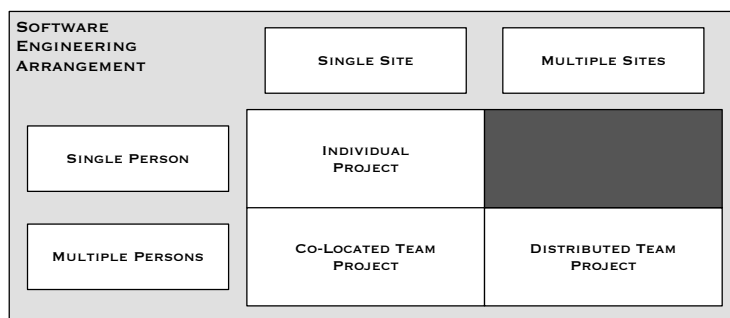 SOFTWARE
ENGINEERING
ARRANGEMENT
SINGLE SITE
MULTIPLE SITES
SINGLE PERSON
INDIVIDUAL
PROJECT
MULTIPLE PERSONS
CO-LOCATED TEAM
PROJECT
DISTRIBUTED TEAM
PROJECT